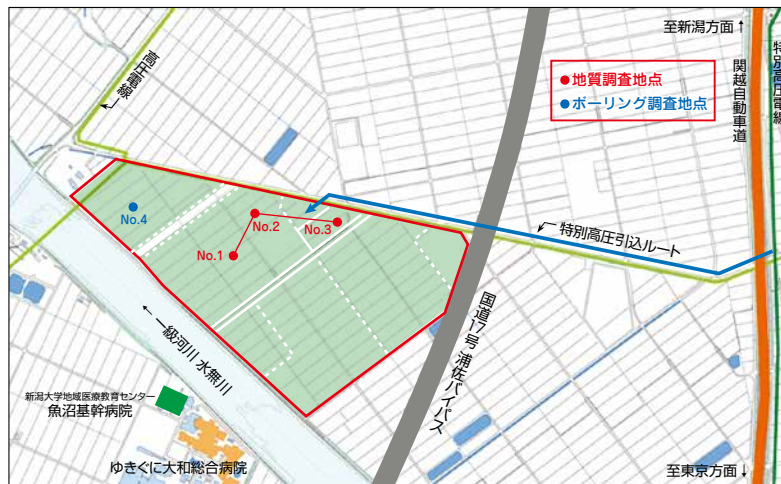 至新潟方面↑
高圧電線
●地質調査地点
●ボーリング調査地点
関越自動車道
特別高圧電線
No.4
No.2
No.3
No.1
特別高圧引込ルート
一級河川 水無川
国道17号 浦佐バイパス
新潟大学地域医療教育センター
魚沼基幹病院
ゆきぐに大和総合病院
至東京方面↓